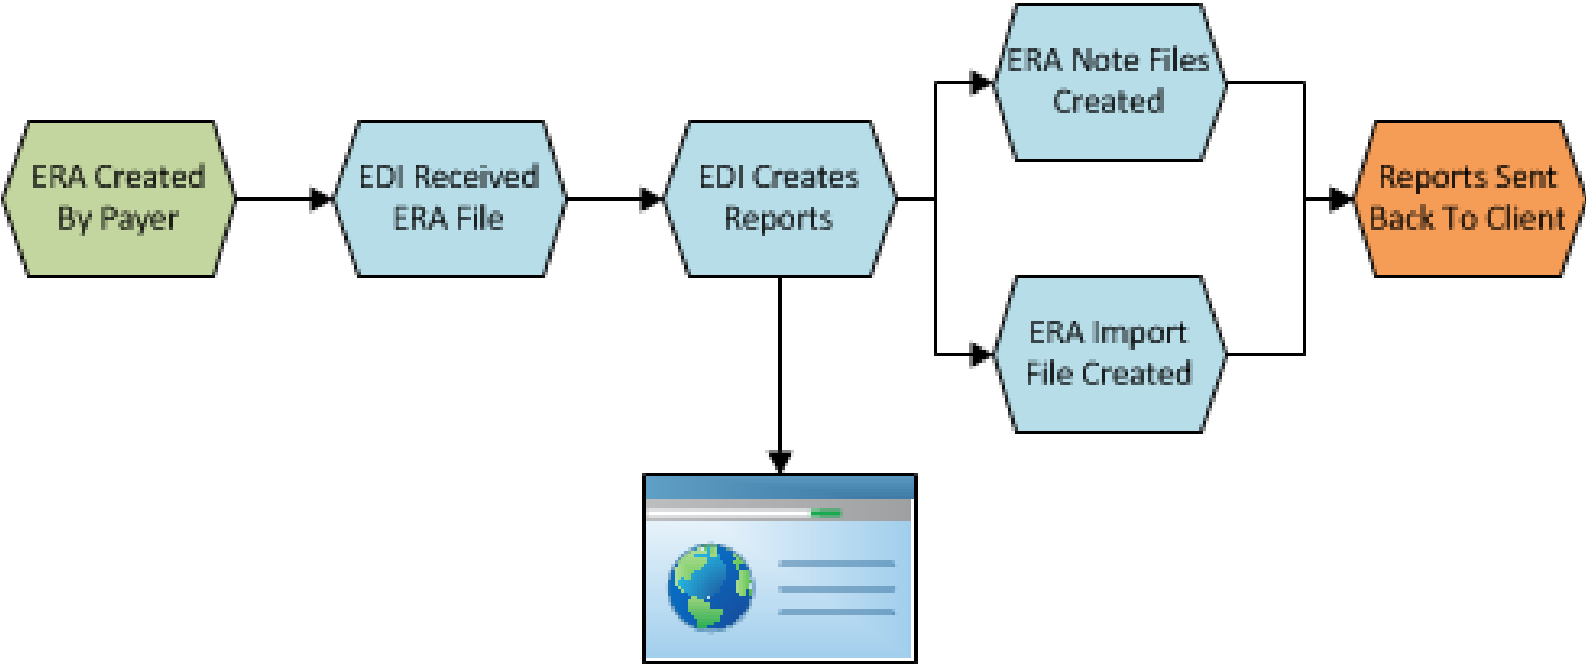 ERA Created
By Payer
EDI Received
ERA File
EDI Creates
Reports
ERA Note Files
Created
ERA Import
File Created
Reports Sent
Back To Client